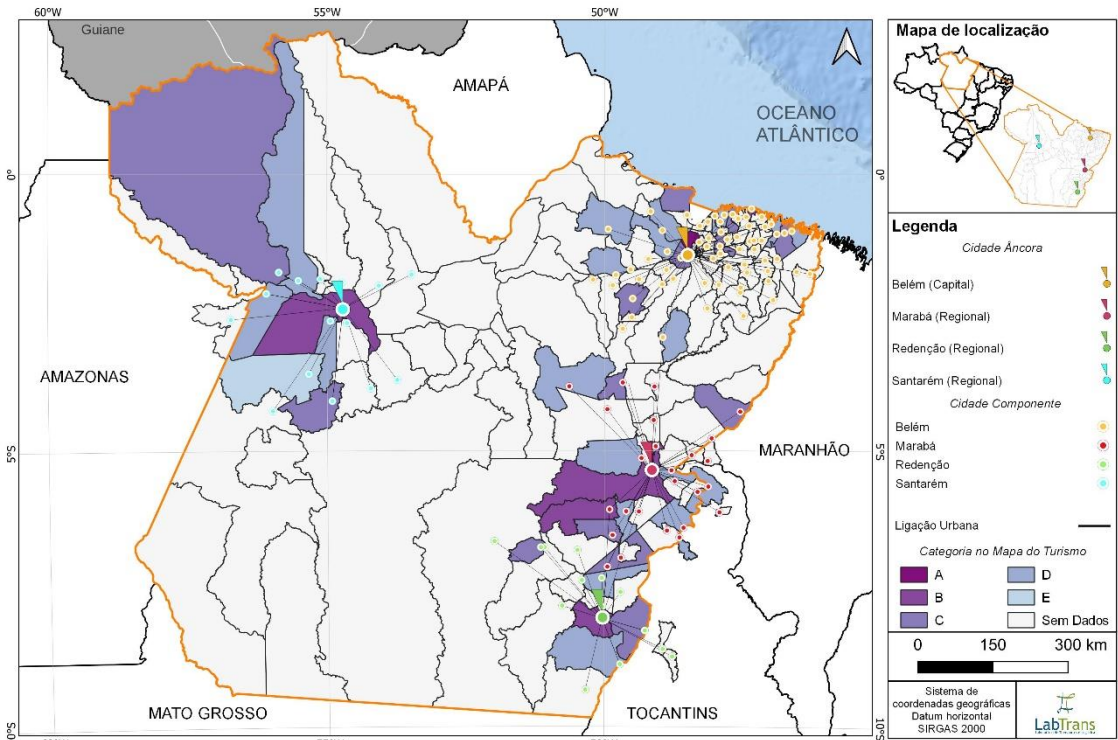 60°W
55°W
50°W
Guiane
AMAPÁ
OCEANO
ATLÂNTICO
0°
0°
AMAZONAS
5°S
5°S
MARANHÃO
MATO GROSSO
TOCANTINS
10°S
10°S
Mapa de localização
Legenda
Cidade Âncora
Belém (Capital)
Marabá (Regional)
Redenção (Regional)
Santarém (Regional)
Cidade Componente
Belém
Marabá
Redenção
Santarém
Ligação Urbana
Categoria no Mapa do Turismo
A D
B E
C Sem Dados
0 150 300 km
Sistema de
coordenadas geográficas
Datum horizontal
SIRGAS 2000
LabTrans